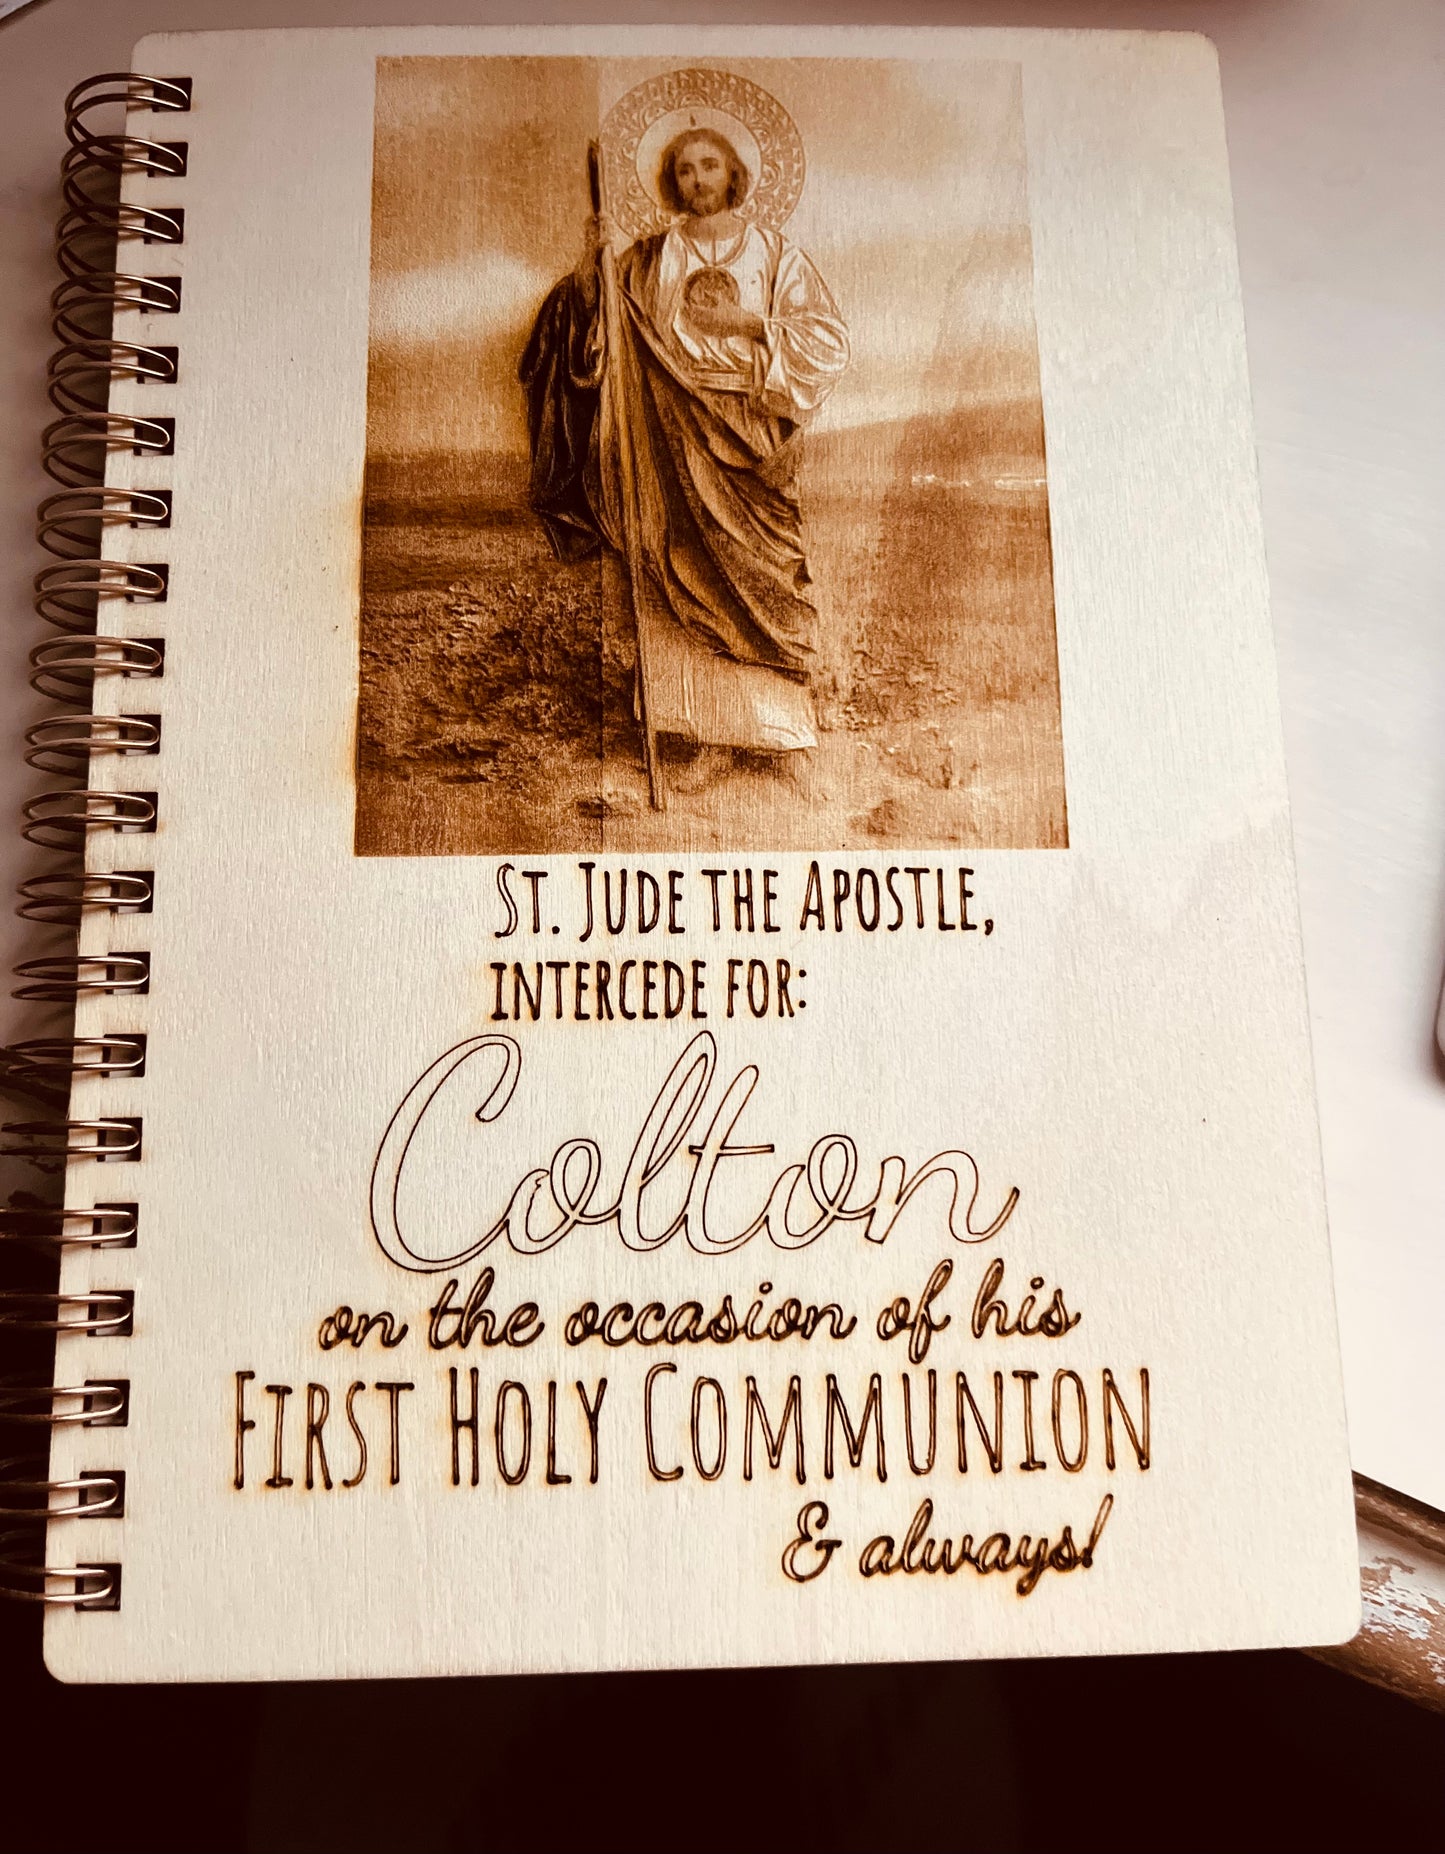 St. Jude the Apostle,
intercede for:
Colton
on the occasion of his
First Holy Communion
& always!